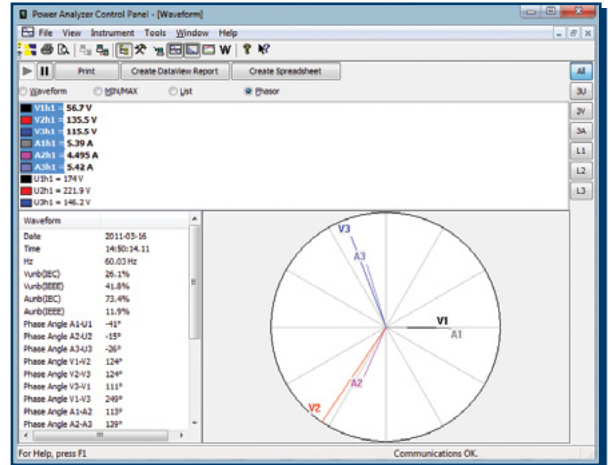 Power Analyzer Control Panel - [Waveform]
File View Instrument Tools Window Help
W ?
Print Create DataView Report Create Spreadsheet All
Waveform MIN/MAX List Phasor 3U
V1h1 = 56.7 V
V2h1 = 135.5 V 3V
V3h1 = 115.5 V
A1h1 = 5.39 A 3A
A2h1 = 4.495 A
A3h1 = 5.42 A L1
U1h1 = 174 V
U2h1 = 221.9 V L2
U3h1 = 146.2 V L3
Waveform
Date 2011-03-16
Time 14:50:14.11
Hz 60.03 Hz
Vunb(IEC) 26.1%
Vunb(IEEE) 41.8%
Aunb(IEC) 73.4%
Aunb(IEEE) 11.9%
Phase Angle A1-U1 -41°
Phase Angle A2-U2 -15°
Phase Angle A3-U3 -26°
Phase Angle V1-V2 124°
Phase Angle V2-V3 124°
Phase Angle V3-V1 111°
Phase Angle V1-V3 249°
Phase Angle A1-A2 113°
Phase Angle A2-A3 139°
V3
A3
V1
A1
A2
V2
For Help, press F1 Communications OK.